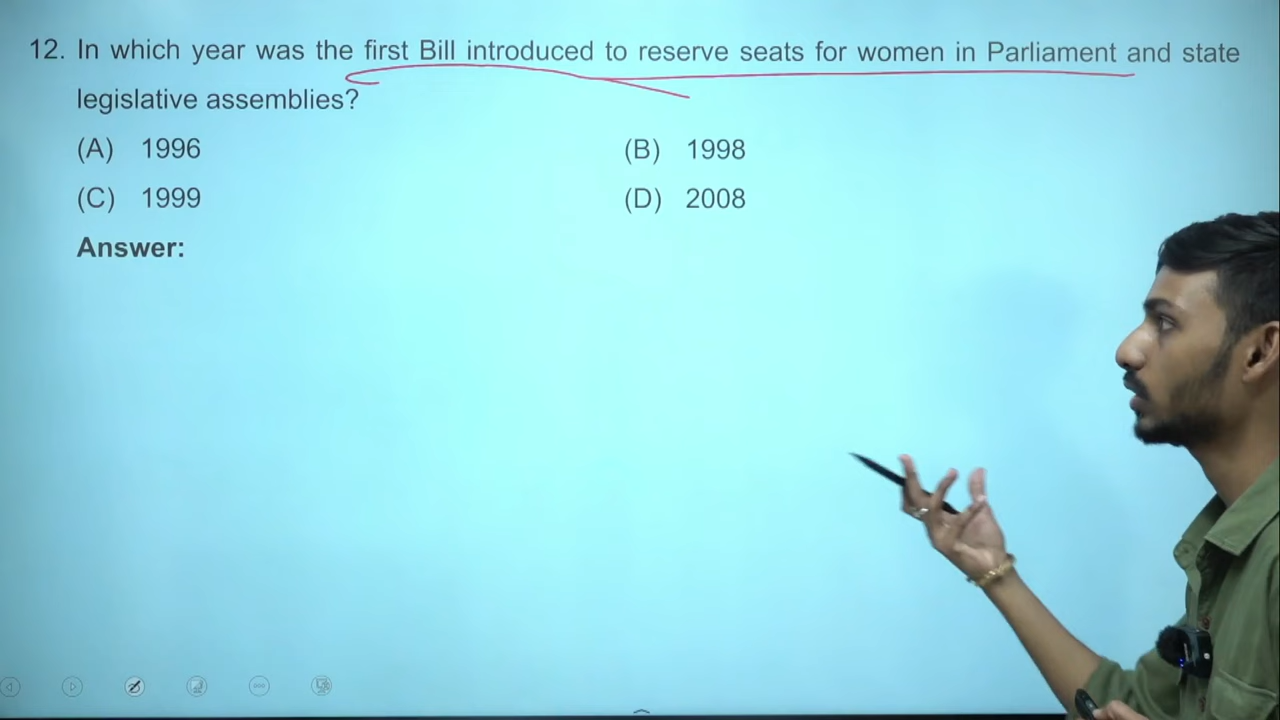 12. In which year was the first Bill introduced to reserve seats for women in Parliament and state
legislative assemblies?
(A) 1996 (B) 1998
(C) 1999 (D) 2008
Answer: